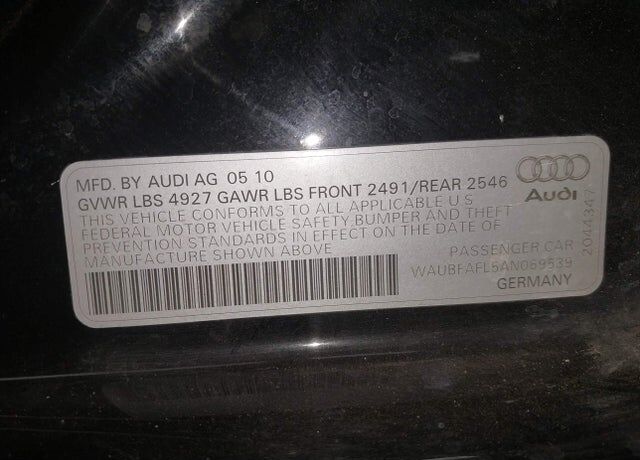 MFD. BY AUDI AG 05 10
GVWR LBS 4927 GAWR LBS FRONT 2491/REAR 2546
THIS VEHICLE CONFORMS TO ALL APPLICABLE U S
FEDERAL MOTOR VEHICLE SAFETY, BUMPER AND THEFT
PREVENTION STANDARDS IN EFFECT ON THE DATE OF
MANUFACTURE SHOWN ABOVE
Audi
PASSENGER CAR
WAUBFAFL5AN069539
GERMANY
2044347